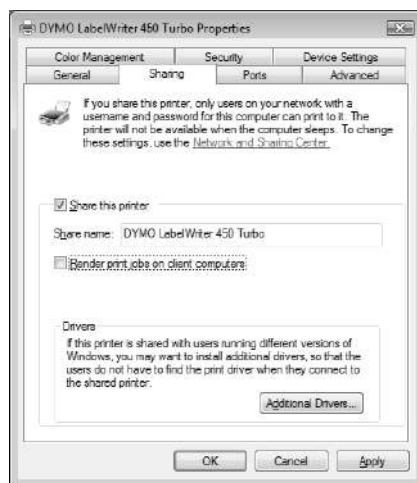 DYMO LabelWriter 450 Turbo Properties
Color Management Security Device Settings
General Sharing Ports Advanced
If you share this printer, only users on your network with a
username and password for this computer can print to it. The
printer will not be available when the computer sleeps. To change
these settings, use the Network and Sharing Center.
Share this printer
Share name: DYMO LabelWriter 450 Turbo
Render print jobs on client computers
Drivers
If this printer is shared with users running different versions of
Windows, you may want to install additional drivers, so that the
users do not have to find the print driver when they connect to
the shared printer.
Additional Drivers...
OK Cancel Apply